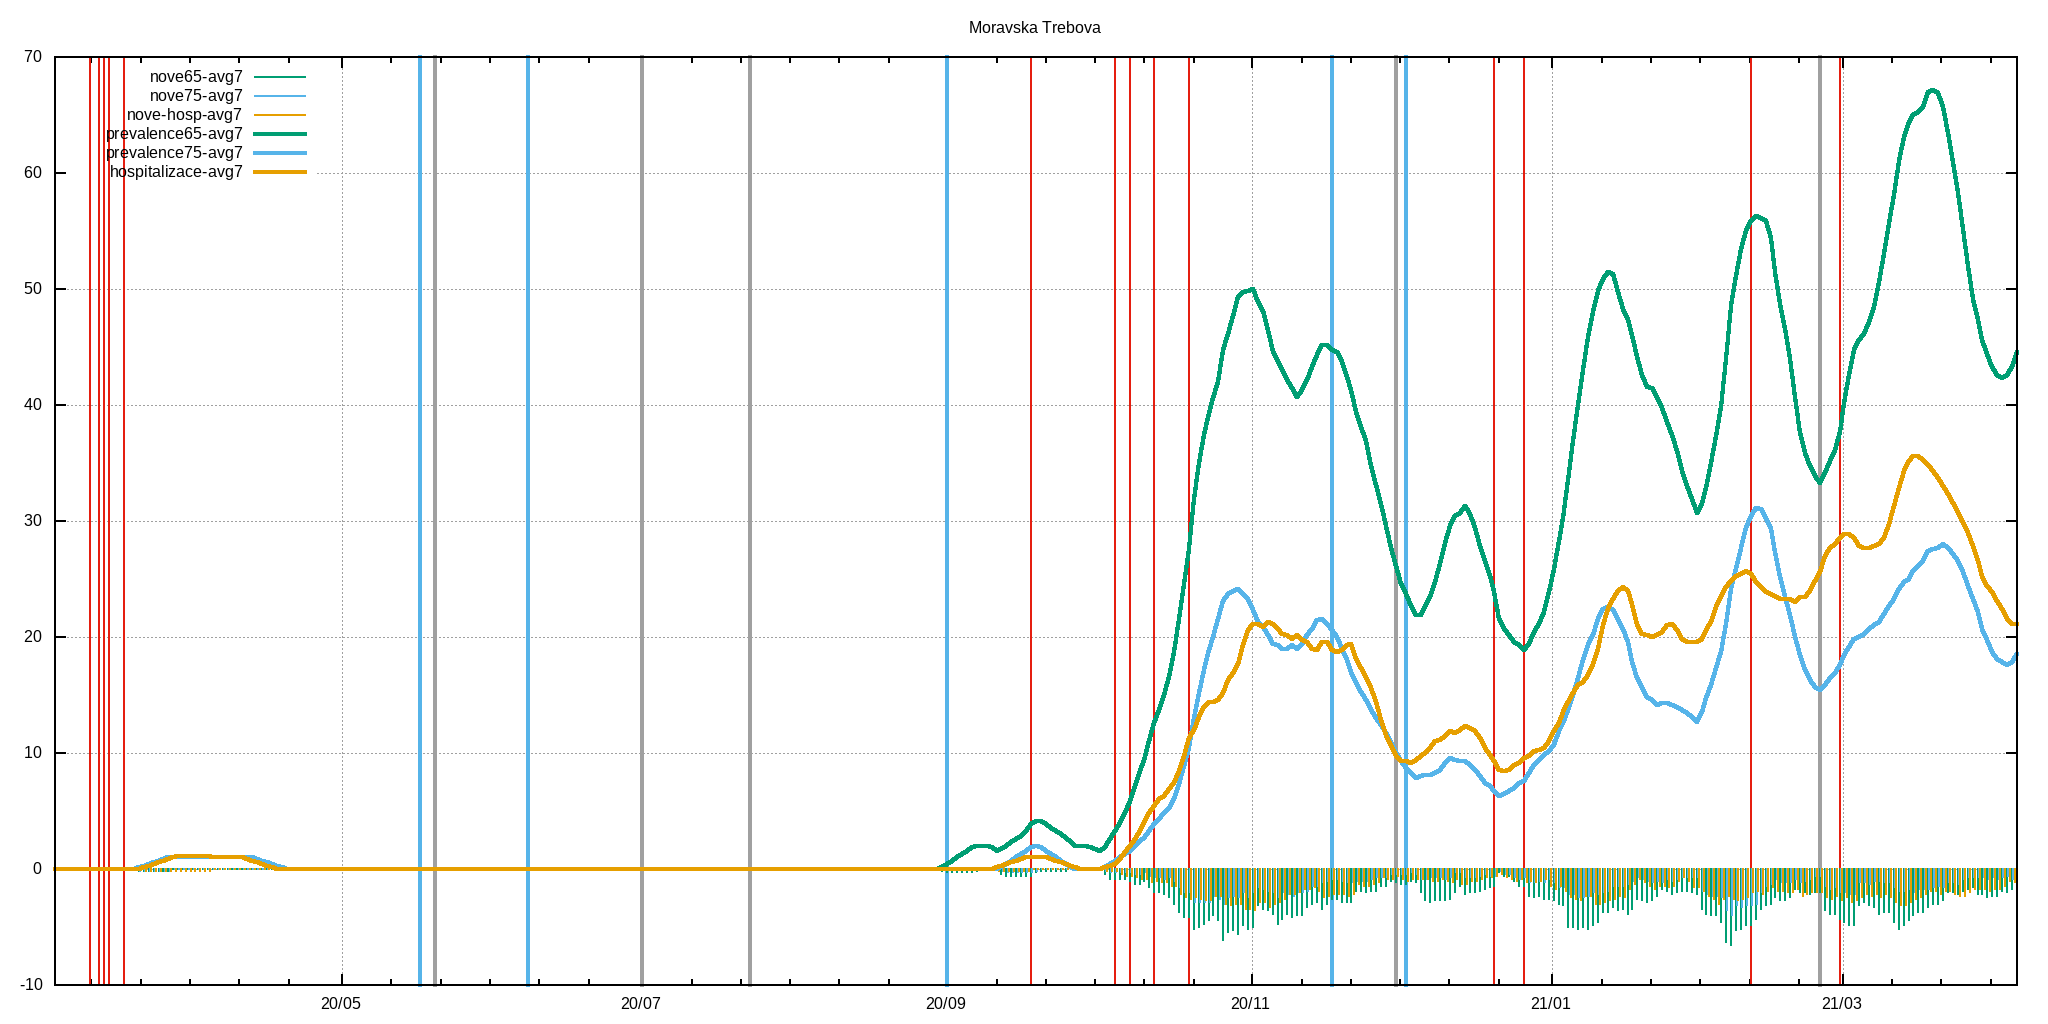 Moravska Trebova
70
60
50
40
30
20
10
0
-10
nove65-avg7
nove75-avg7
nove-hosp-avg7
prevalence65-avg7
prevalence75-avg7
hospitalizace-avg7
20/05 20/07 20/09 20/11 21/01 21/03